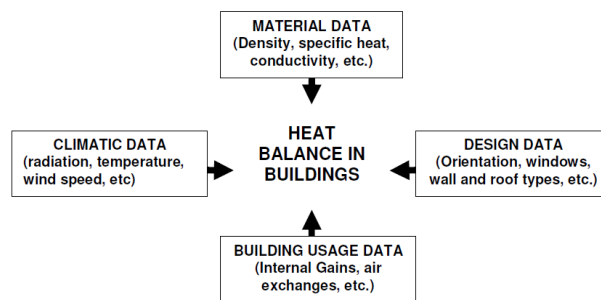 MATERIAL DATA
(Density, specific heat,
conductivity, etc.)
CLIMATIC DATA
(radiation, temperature,
wind speed, etc)
HEAT
BALANCE IN
BUILDINGS
DESIGN DATA
(Orientation, windows,
wall and roof types, etc.)
BUILDING USAGE DATA
(Internal Gains, air
exchanges, etc.)